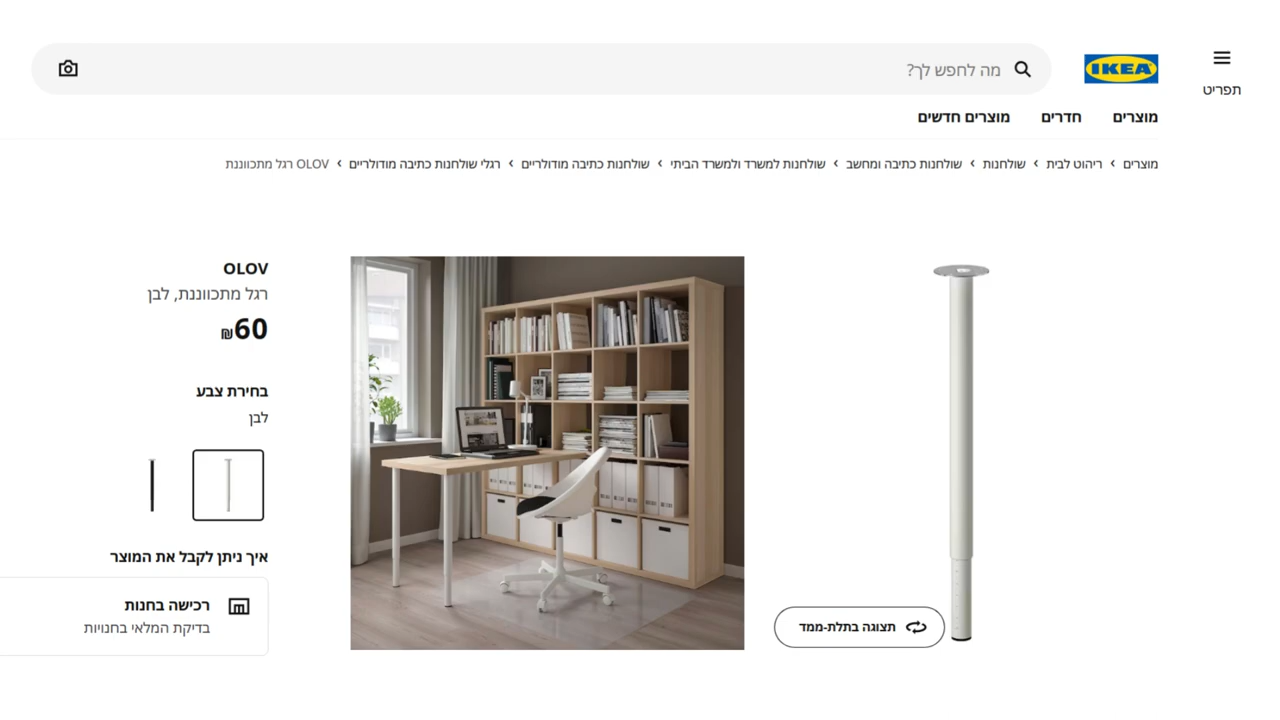 תפריט
IKEA
מה לחפש לך?
מוצרים
חדרים
מוצרים חדשים
מוצרים › ריהוט לבית › שולחנות › שולחנות כתיבה ומחשב › שולחנות למשרד ולמשרד הביתי › שולחנות כתיבה מודולריים › רגלי שולחנות כתיבה מודולריים › OLOV רגל מתכווננת
תצוגה בתלת-ממד
OLOV
רגל מתכווננת, לבן
60₪
בחירת צבע
לבן
איך ניתן לקבל את המוצר
רכישה בחנות
בדיקת המלאי בחנויות